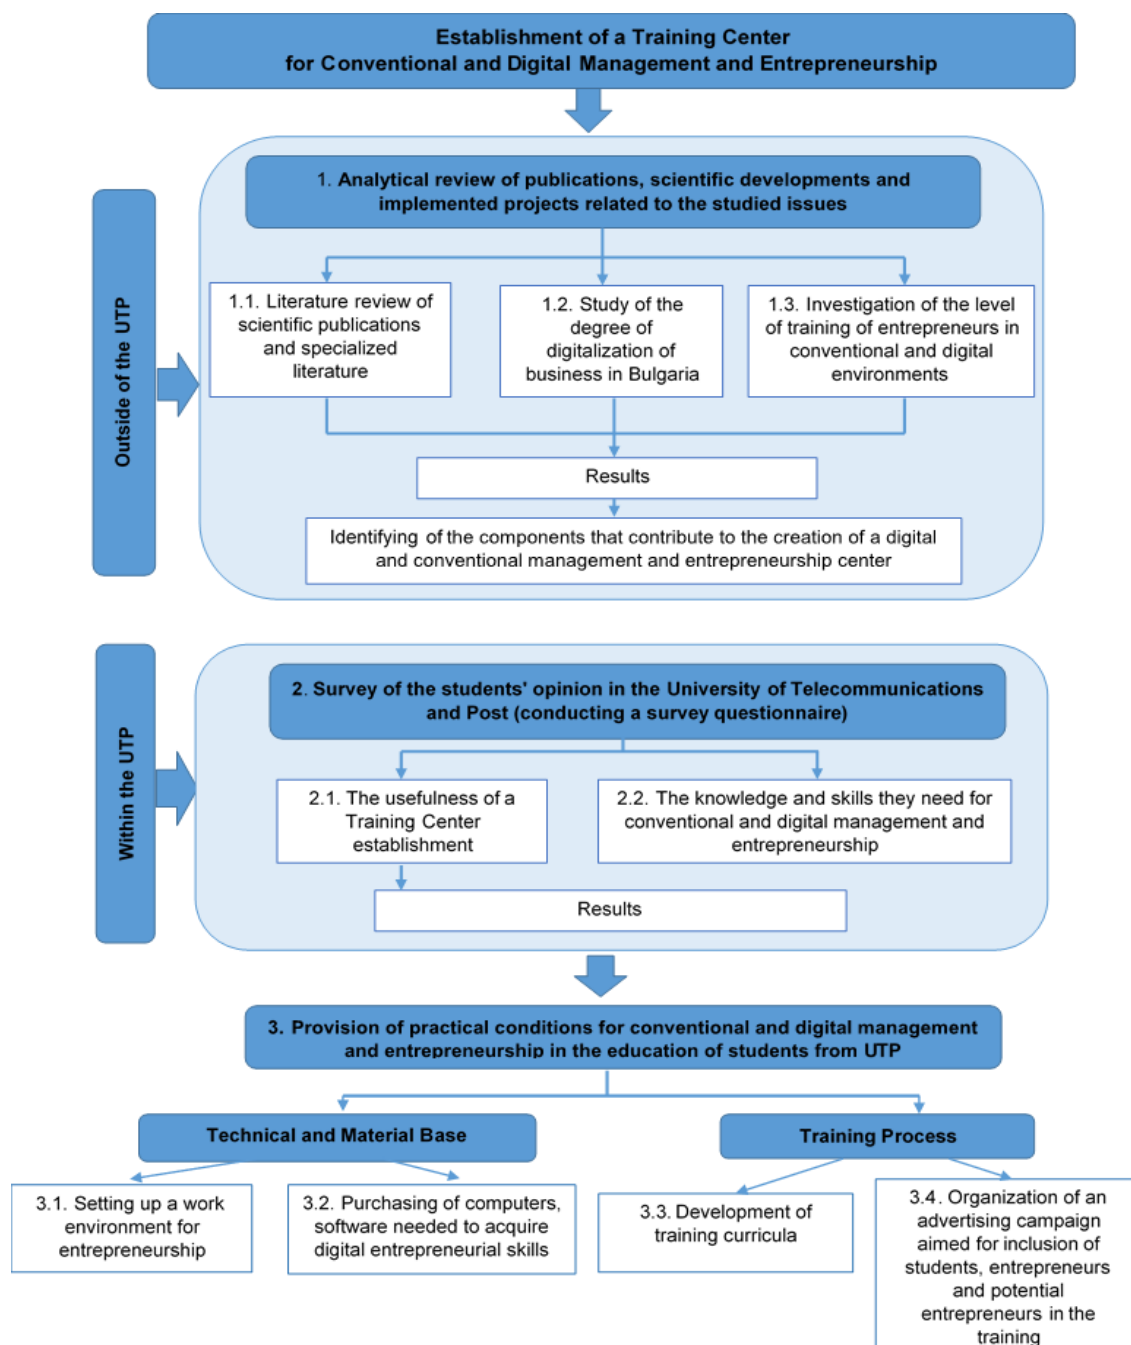 Establishment of a Training Center
for Conventional and Digital Management and Entrepreneurship
Outside of the UTP
1. Analytical review of publications, scientific developments and
implemented projects related to the studied issues
1.1. Literature review of
scientific publications
and specialized
literature
1.2. Study of the
degree of
digitalization of
business in Bulgaria
1.3. Investigation of the level
of training of entrepreneurs in
conventional and digital
environments
Results
Identifying of the components that contribute to the creation of a digital
and conventional management and entrepreneurship center
Within the UTP
2. Survey of the students' opinion in the University of Telecommunications
and Post (conducting a survey questionnaire)
2.1. The usefulness of a
Training Center
establishment
2.2. The knowledge and skills they need for
conventional and digital management and
entrepreneurship
Results
3. Provision of practical conditions for conventional and digital management
and entrepreneurship in the education of students from UTP
Technical and Material Base
Training Process
3.1. Setting up a work
environment for
entrepreneurship
3.2. Purchasing of computers,
software needed to acquire
digital entrepreneurial skills
3.3. Development of
training curricula
3.4. Organization of an
advertising campaign
aimed for inclusion of
students, entrepreneurs
and potential
entrepreneurs in the
training